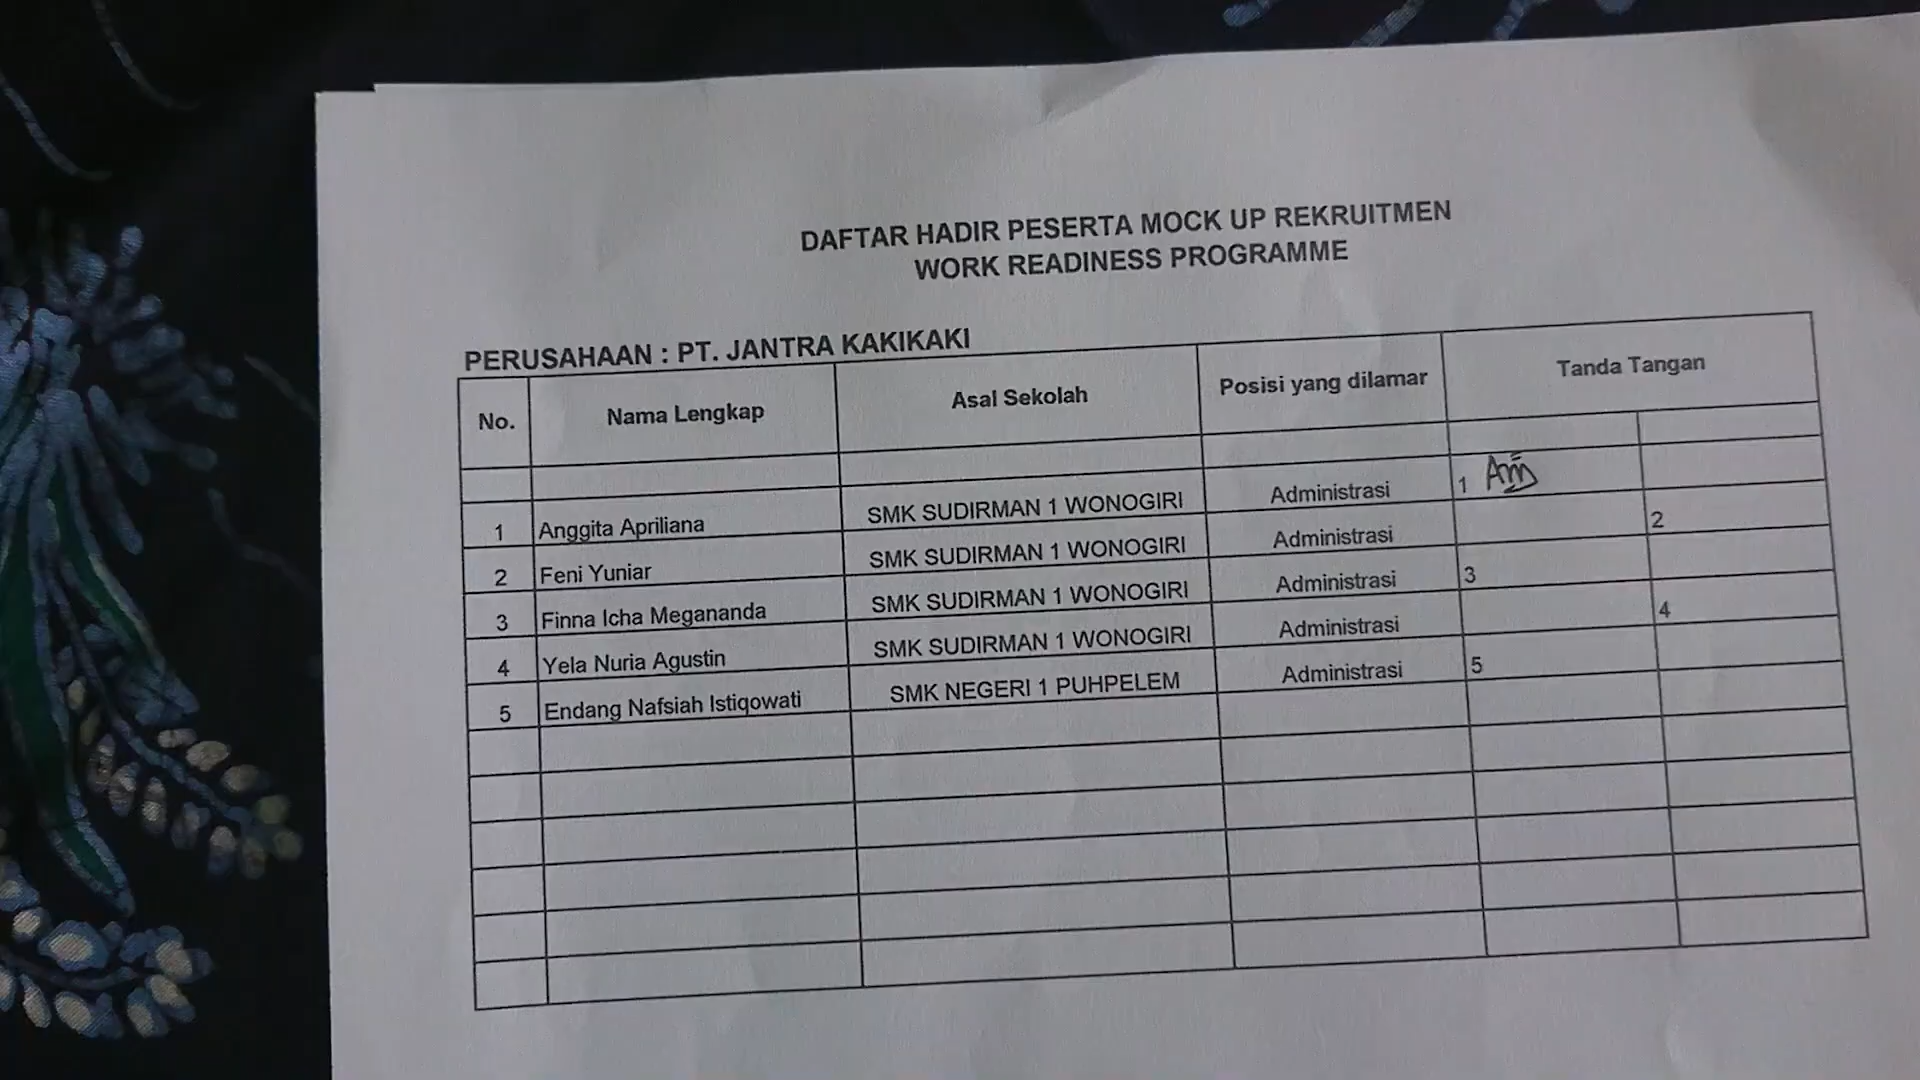 DAFTAR HADIR PESERTA MOCK UP REKRUITMEN
WORK READINESS PROGRAMME
PERUSAHAAN : PT. JANTRA KAKIKAKI
No. Nama Lengkap Asal Sekolah Posisi yang dilamar Tanda Tangan
1 Anggita Apriliana SMK SUDIRMAN 1 WONOGIRI Administrasi 1
2 Feni Yuniar SMK SUDIRMAN 1 WONOGIRI Administrasi 2
3 Finna Icha Megananda SMK SUDIRMAN 1 WONOGIRI Administrasi 3
4 Yela Nuria Agustin SMK SUDIRMAN 1 WONOGIRI Administrasi 4
5 Endang Nafsiah Istiqowati SMK NEGERI 1 PUHPELEM Administrasi 5